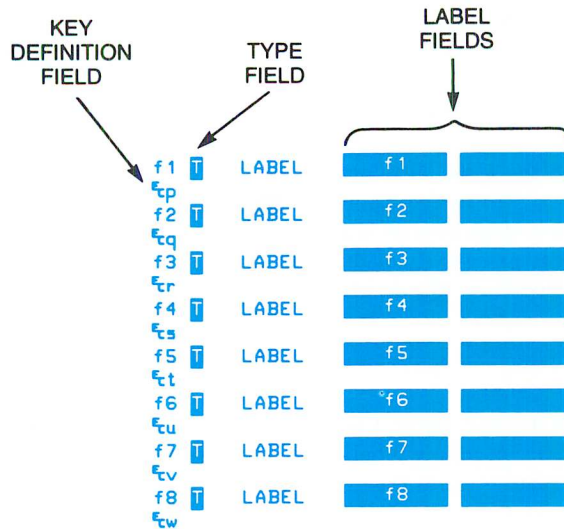 KEY
DEFINITION
FIELD
TYPE
FIELD
LABEL
FIELDS
f1 T LABEL f1
ᴱcp
f2 T LABEL f2
ᴱcq
f3 T LABEL f3
ᴱcr
f4 T LABEL f4
ᴱcs
f5 T LABEL f5
ᴱct
f6 T LABEL f6
ᴱcu
f7 T LABEL f7
ᴱcv
f8 T LABEL f8
ᴱcw